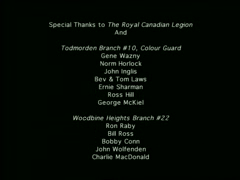 Special Thanks to The Royal Canadian Legion
And
Todmorden Branch #10, Colour Guard
Gene Wazny
Norm Horlock
John Inglis
Bev & Tom Laws
Ernie Sharman
Ross Hill
George McKiel
Woodbine Heights Branch #22
Ron Raby
Bill Ross
Bobby Conn
John Wolfenden
Charlie MacDonald